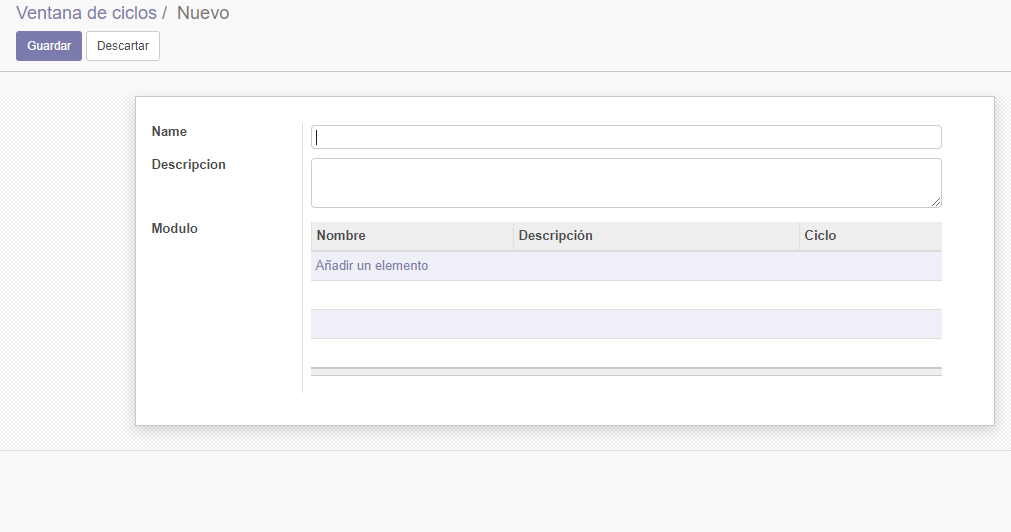 Ventana de ciclos / Nuevo
Guardar Descartar
Name
Descripcion
Modulo
Nombre Descripción Ciclo
Añadir un elemento